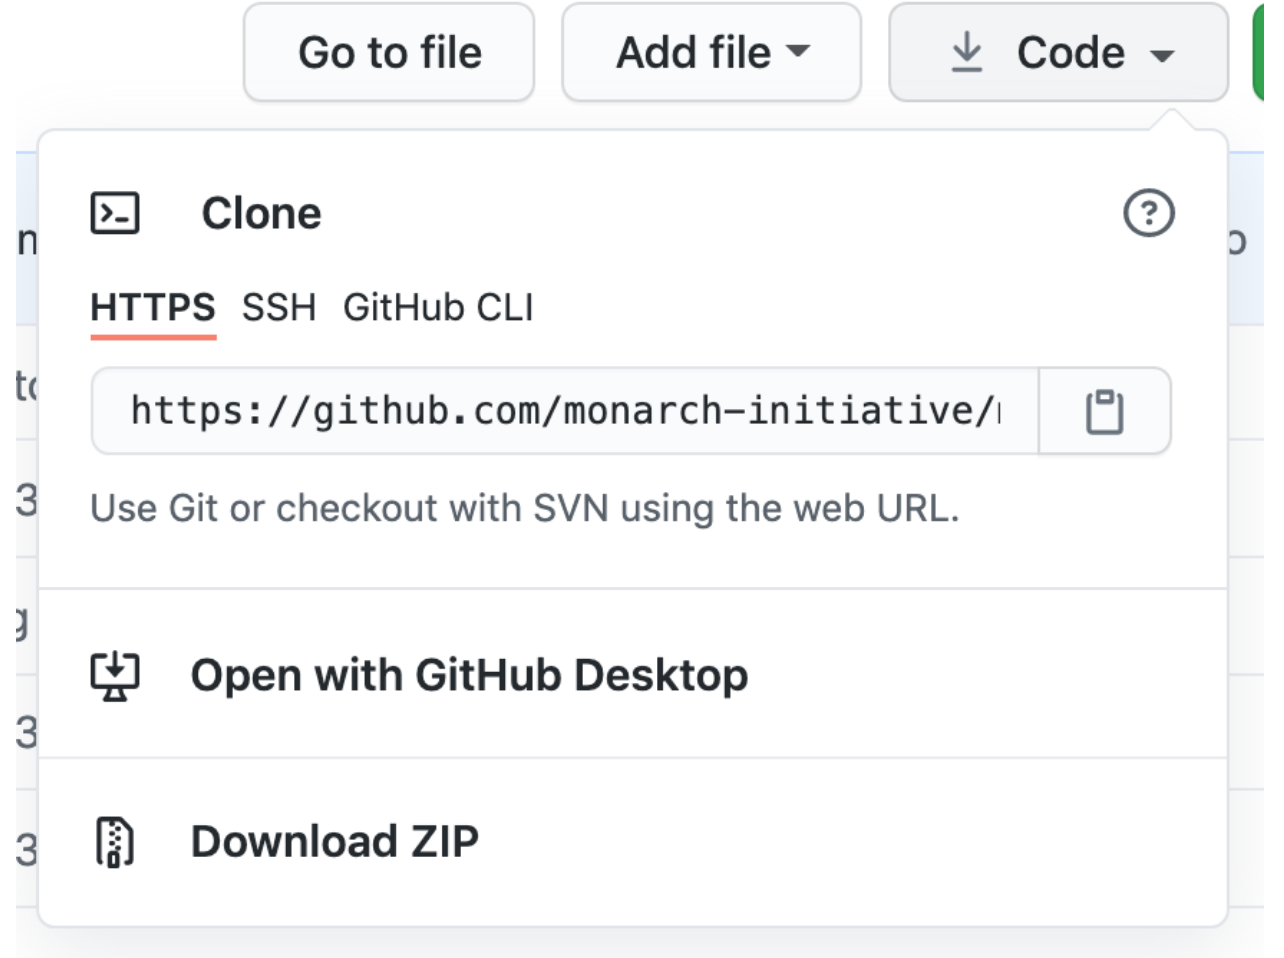 Go to file
Add file
Code
Clone
HTTPS SSH GitHub CLI
https://github.com/monarch-initiative/
Use Git or checkout with SVN using the web URL.
Open with GitHub Desktop
Download ZIP